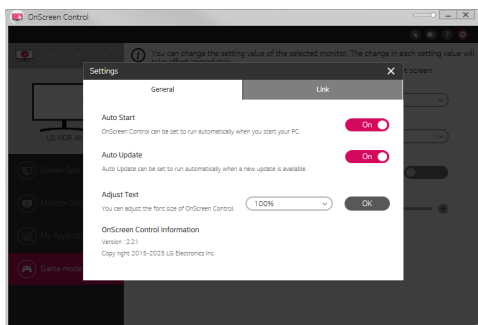 OnScreen Control
You can change the setting value of the selected monitor. The change in each setting value will
take effect immediately.
t screen.
Settings
General
Link
Auto Start
OnScreen Control can be set to run automatically when you start your PC.
On
Auto Update
Auto Update can be set to run automatically when a new update is available.
On
Adjust Text
You can adjust the font size of OnScreen Control.
100%
OK
OnScreen Control Information
Version : 2.21
Copy right 2015-2025 LG Electronics Inc.
LG HDR 4K
Screen Split
Monitor Set
My Applicat
Game mode